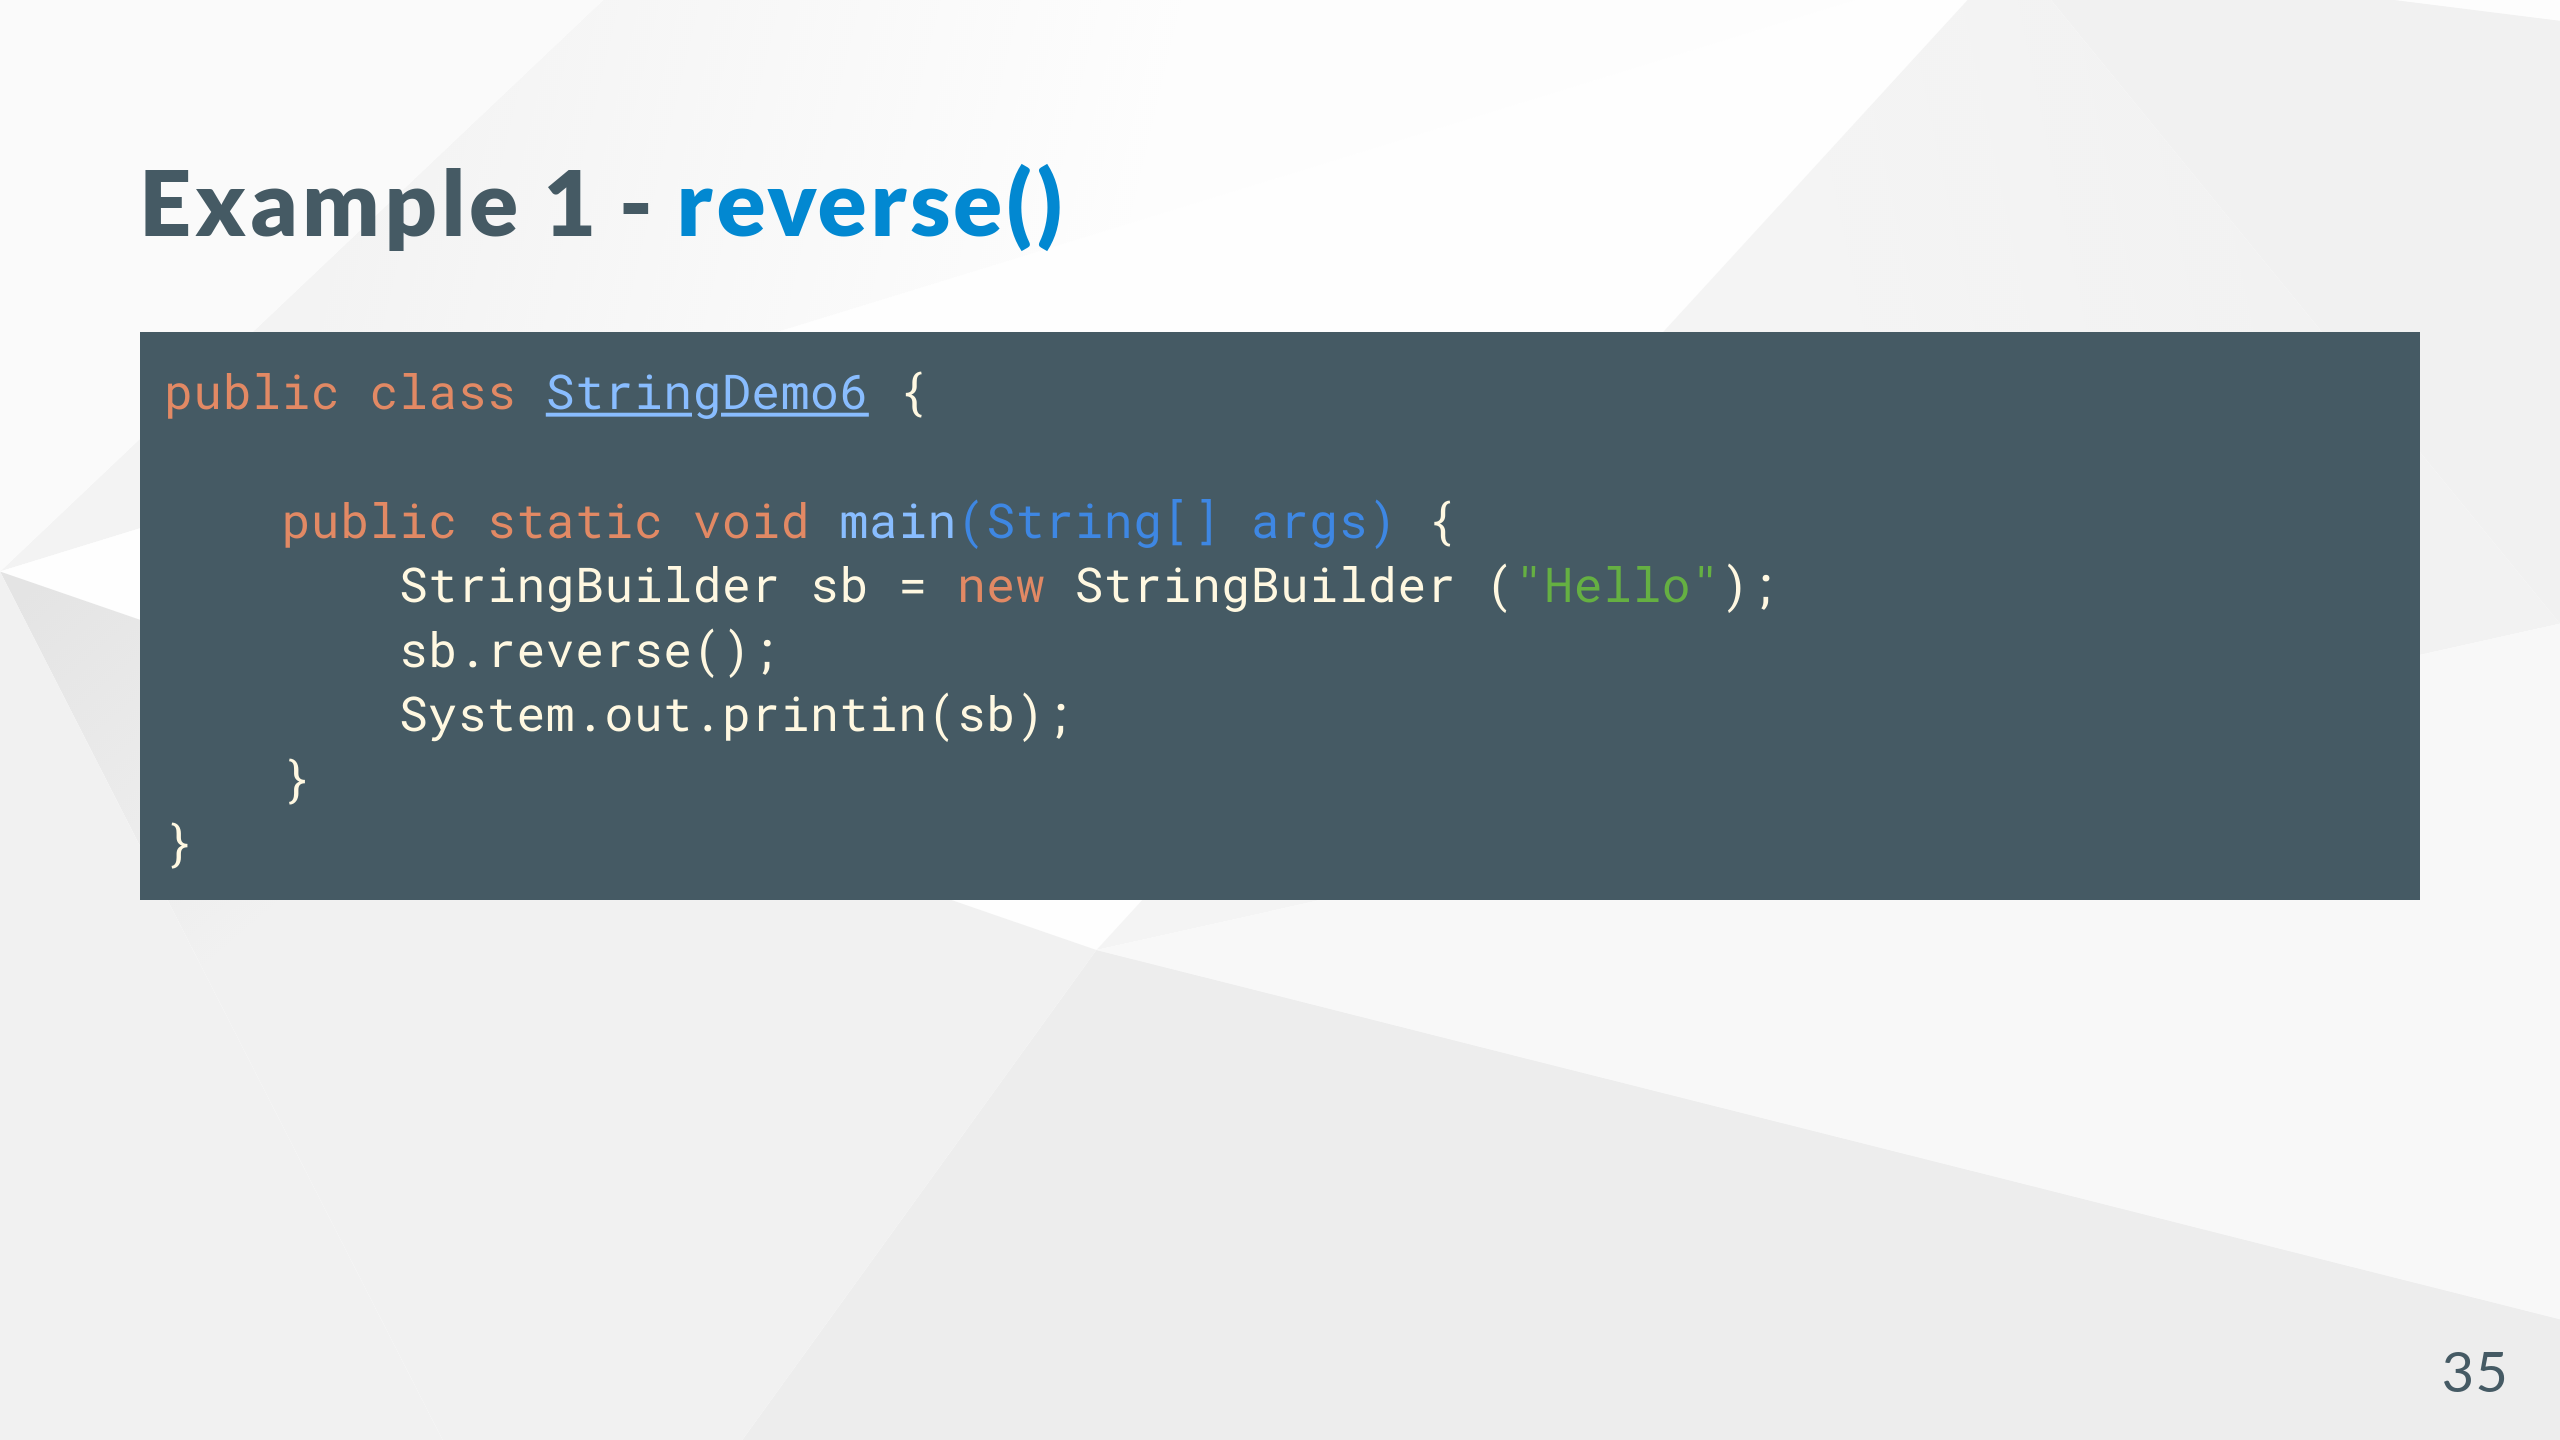 Example 1 - reverse()
public class StringDemo6 {
    public static void main(String[] args) {
        StringBuilder sb = new StringBuilder ("Hello");
        sb.reverse();
        System.out.printin(sb);
    }
}
35